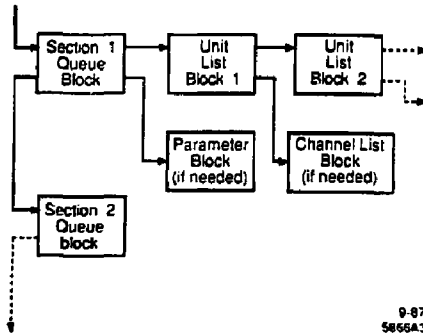 Section 1
Queue
Block
Unit
List
Block 1
Unit
List
Block 2
Parameter
Block
(if needed)
Channel List
Block
(if needed)
Section 2
Queue
block
9-87
5866A3